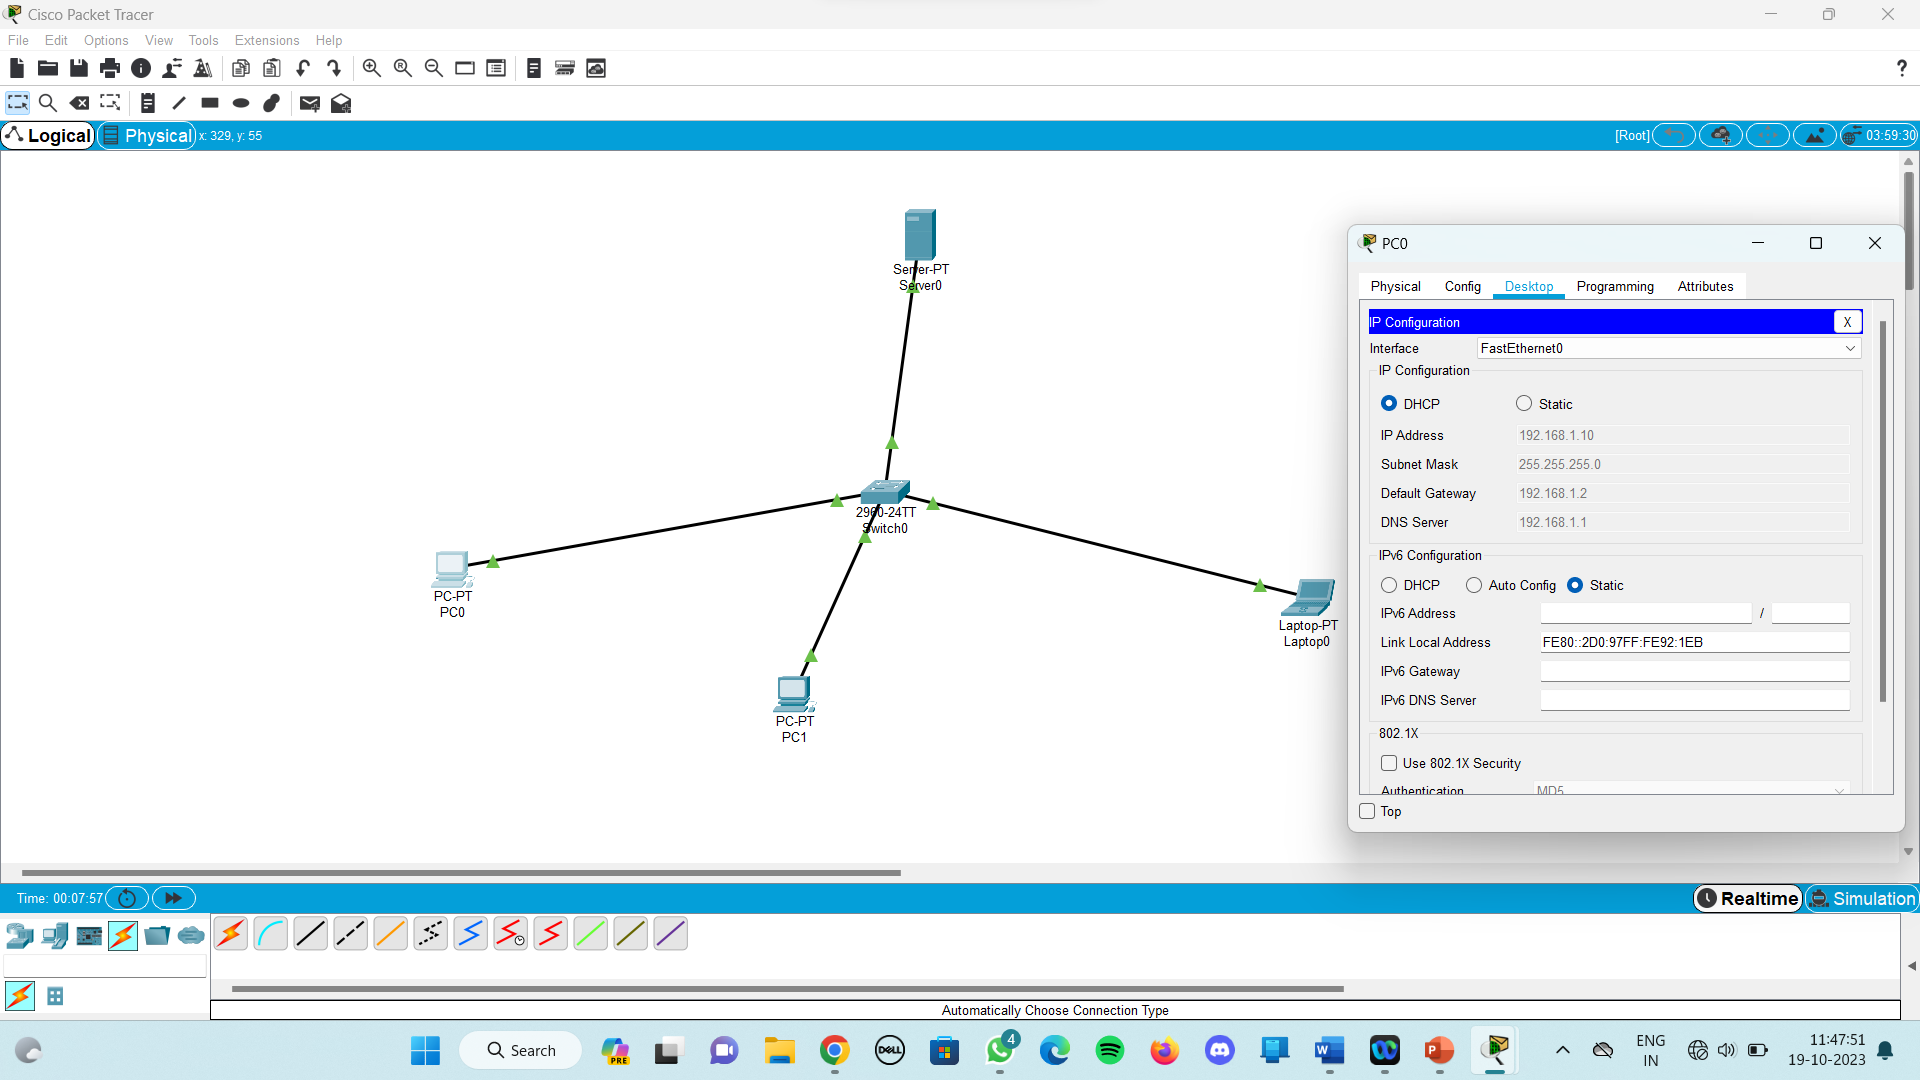 Cisco Packet Tracer
File Edit Options View Tools Extensions Help
?
Logical Physical x: 329, y: 55 [Root] 03:59:30
Server-PT
Server0
2960-24TT
Switch0
PC-PT
PC0
PC-PT
PC1
Laptop-PT
Laptop0
PC0
Physical Config Desktop Programming Attributes
IP Configuration X
Interface FastEthernet0
IP Configuration
DHCP Static
IP Address 192.168.1.10
Subnet Mask 255.255.255.0
Default Gateway 192.168.1.2
DNS Server 192.168.1.1
IPv6 Configuration
DHCP Auto Config Static
IPv6 Address /
Link Local Address FE80::2D0:97FF:FE92:1EB
IPv6 Gateway
IPv6 DNS Server
802.1X
Use 802.1X Security
Authentication MD5
Top
Time: 00:07:57 Realtime Simulation
Automatically Choose Connection Type
Search PRE DELL 4 W P ENG IN 11:47:51 19-10-2023